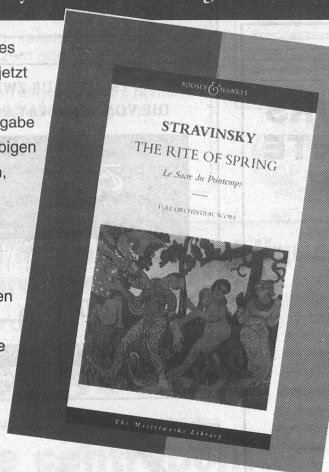 es
jetzt
gabe
bigen
n,
en
e
BOOSEY & HAWKES
STRAVINSKY
THE RITE OF SPRING
Le Sacre du Printemps
FULL ORCHESTRAL SCORE
The Masterworks Library